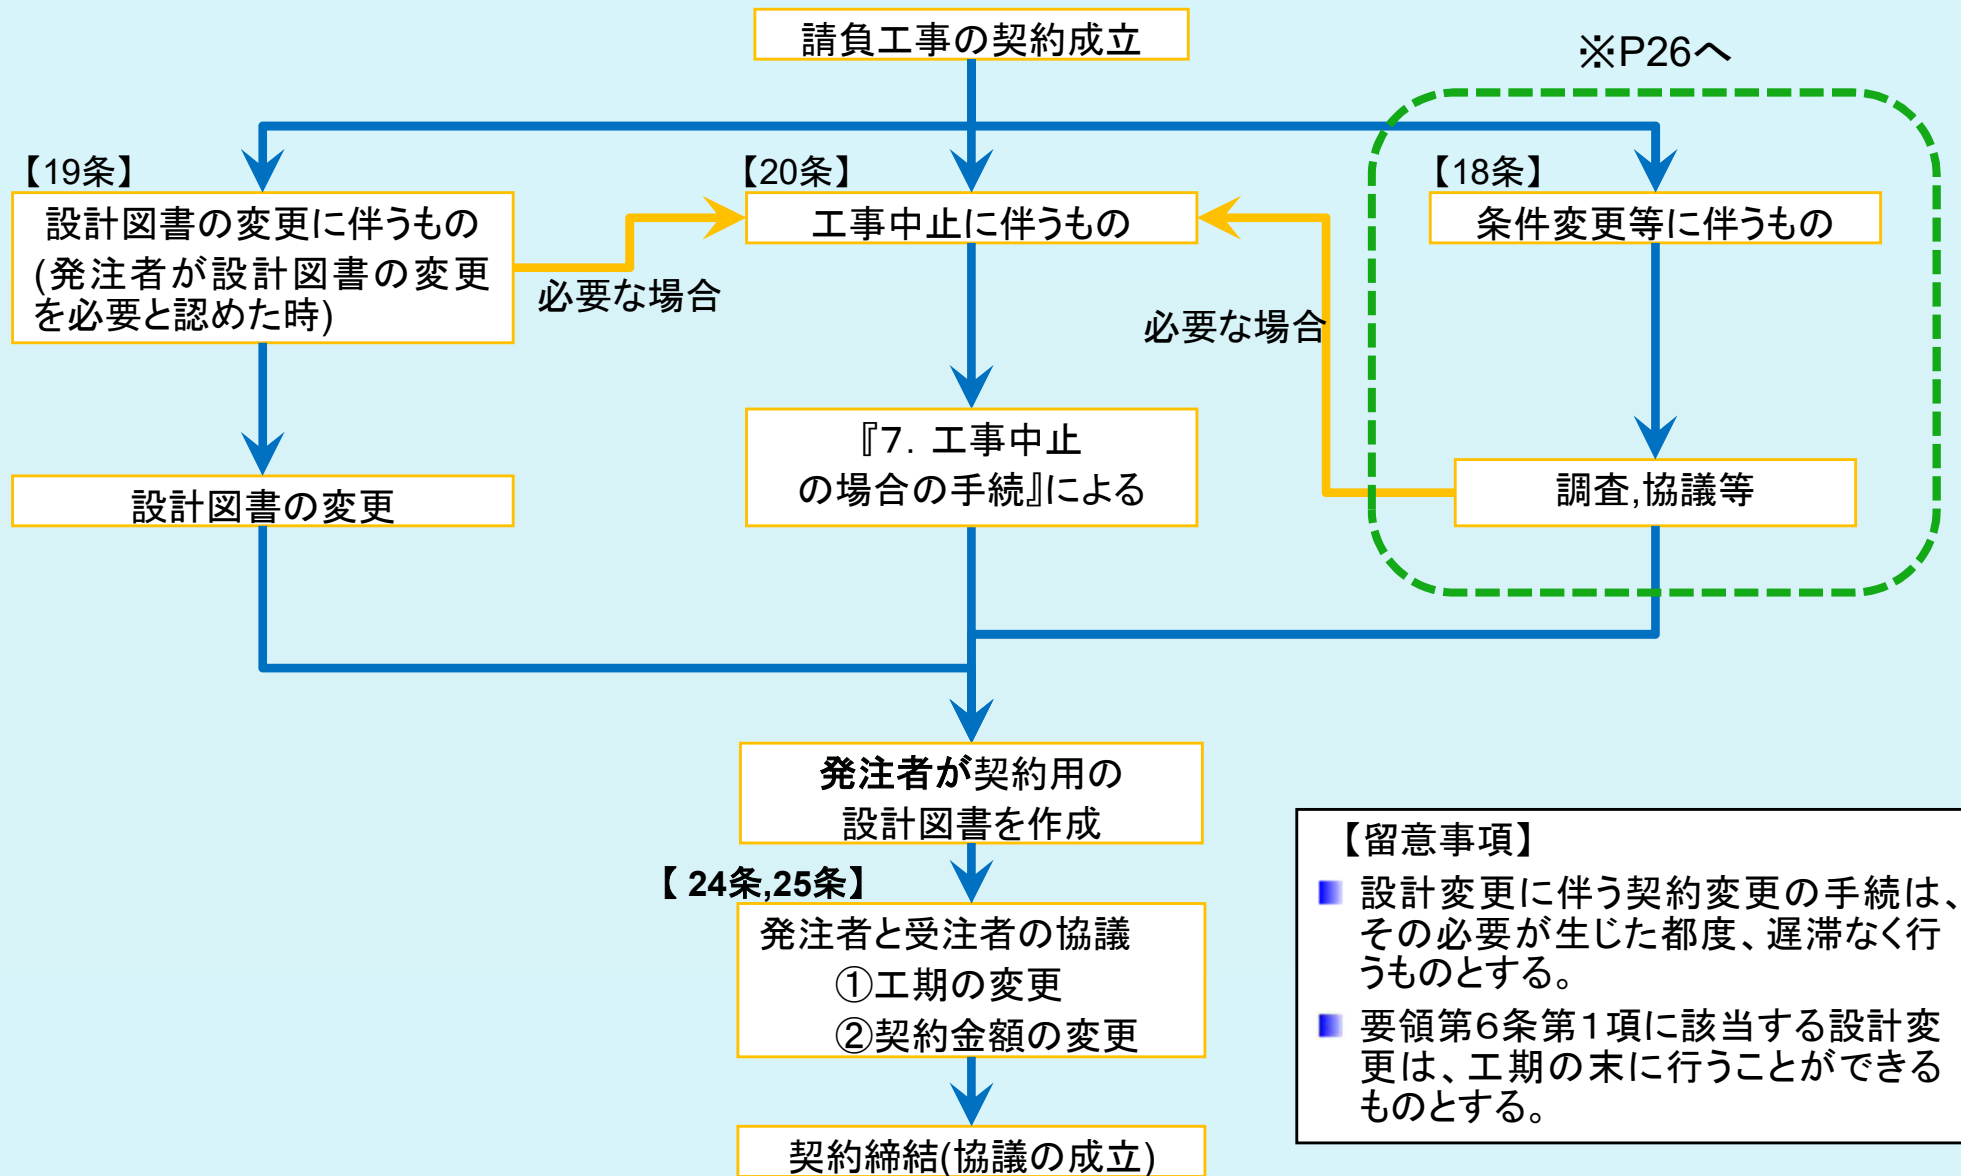 請負工事の契約成立
※P26へ
【19条】
設計図書の変更に伴うもの
(発注者が設計図書の変更
を必要と認めた時)
必要な場合
【20条】
工事中止に伴うもの
必要な場合
【18条】
条件変更等に伴うもの
設計図書の変更
『7．工事中止
の場合の手続』による
調査,協議等
発注者が契約用の
設計図書を作成
【 24条,25条】
発注者と受注者の協議
①工期の変更
②契約金額の変更
契約締結(協議の成立)
【留意事項】
設計変更に伴う契約変更の手続は、
その必要が生じた都度、遅滞なく行
うものとする。
要領第６条第１項に該当する設計変
更は、工期の末に行うことができる
ものとする。